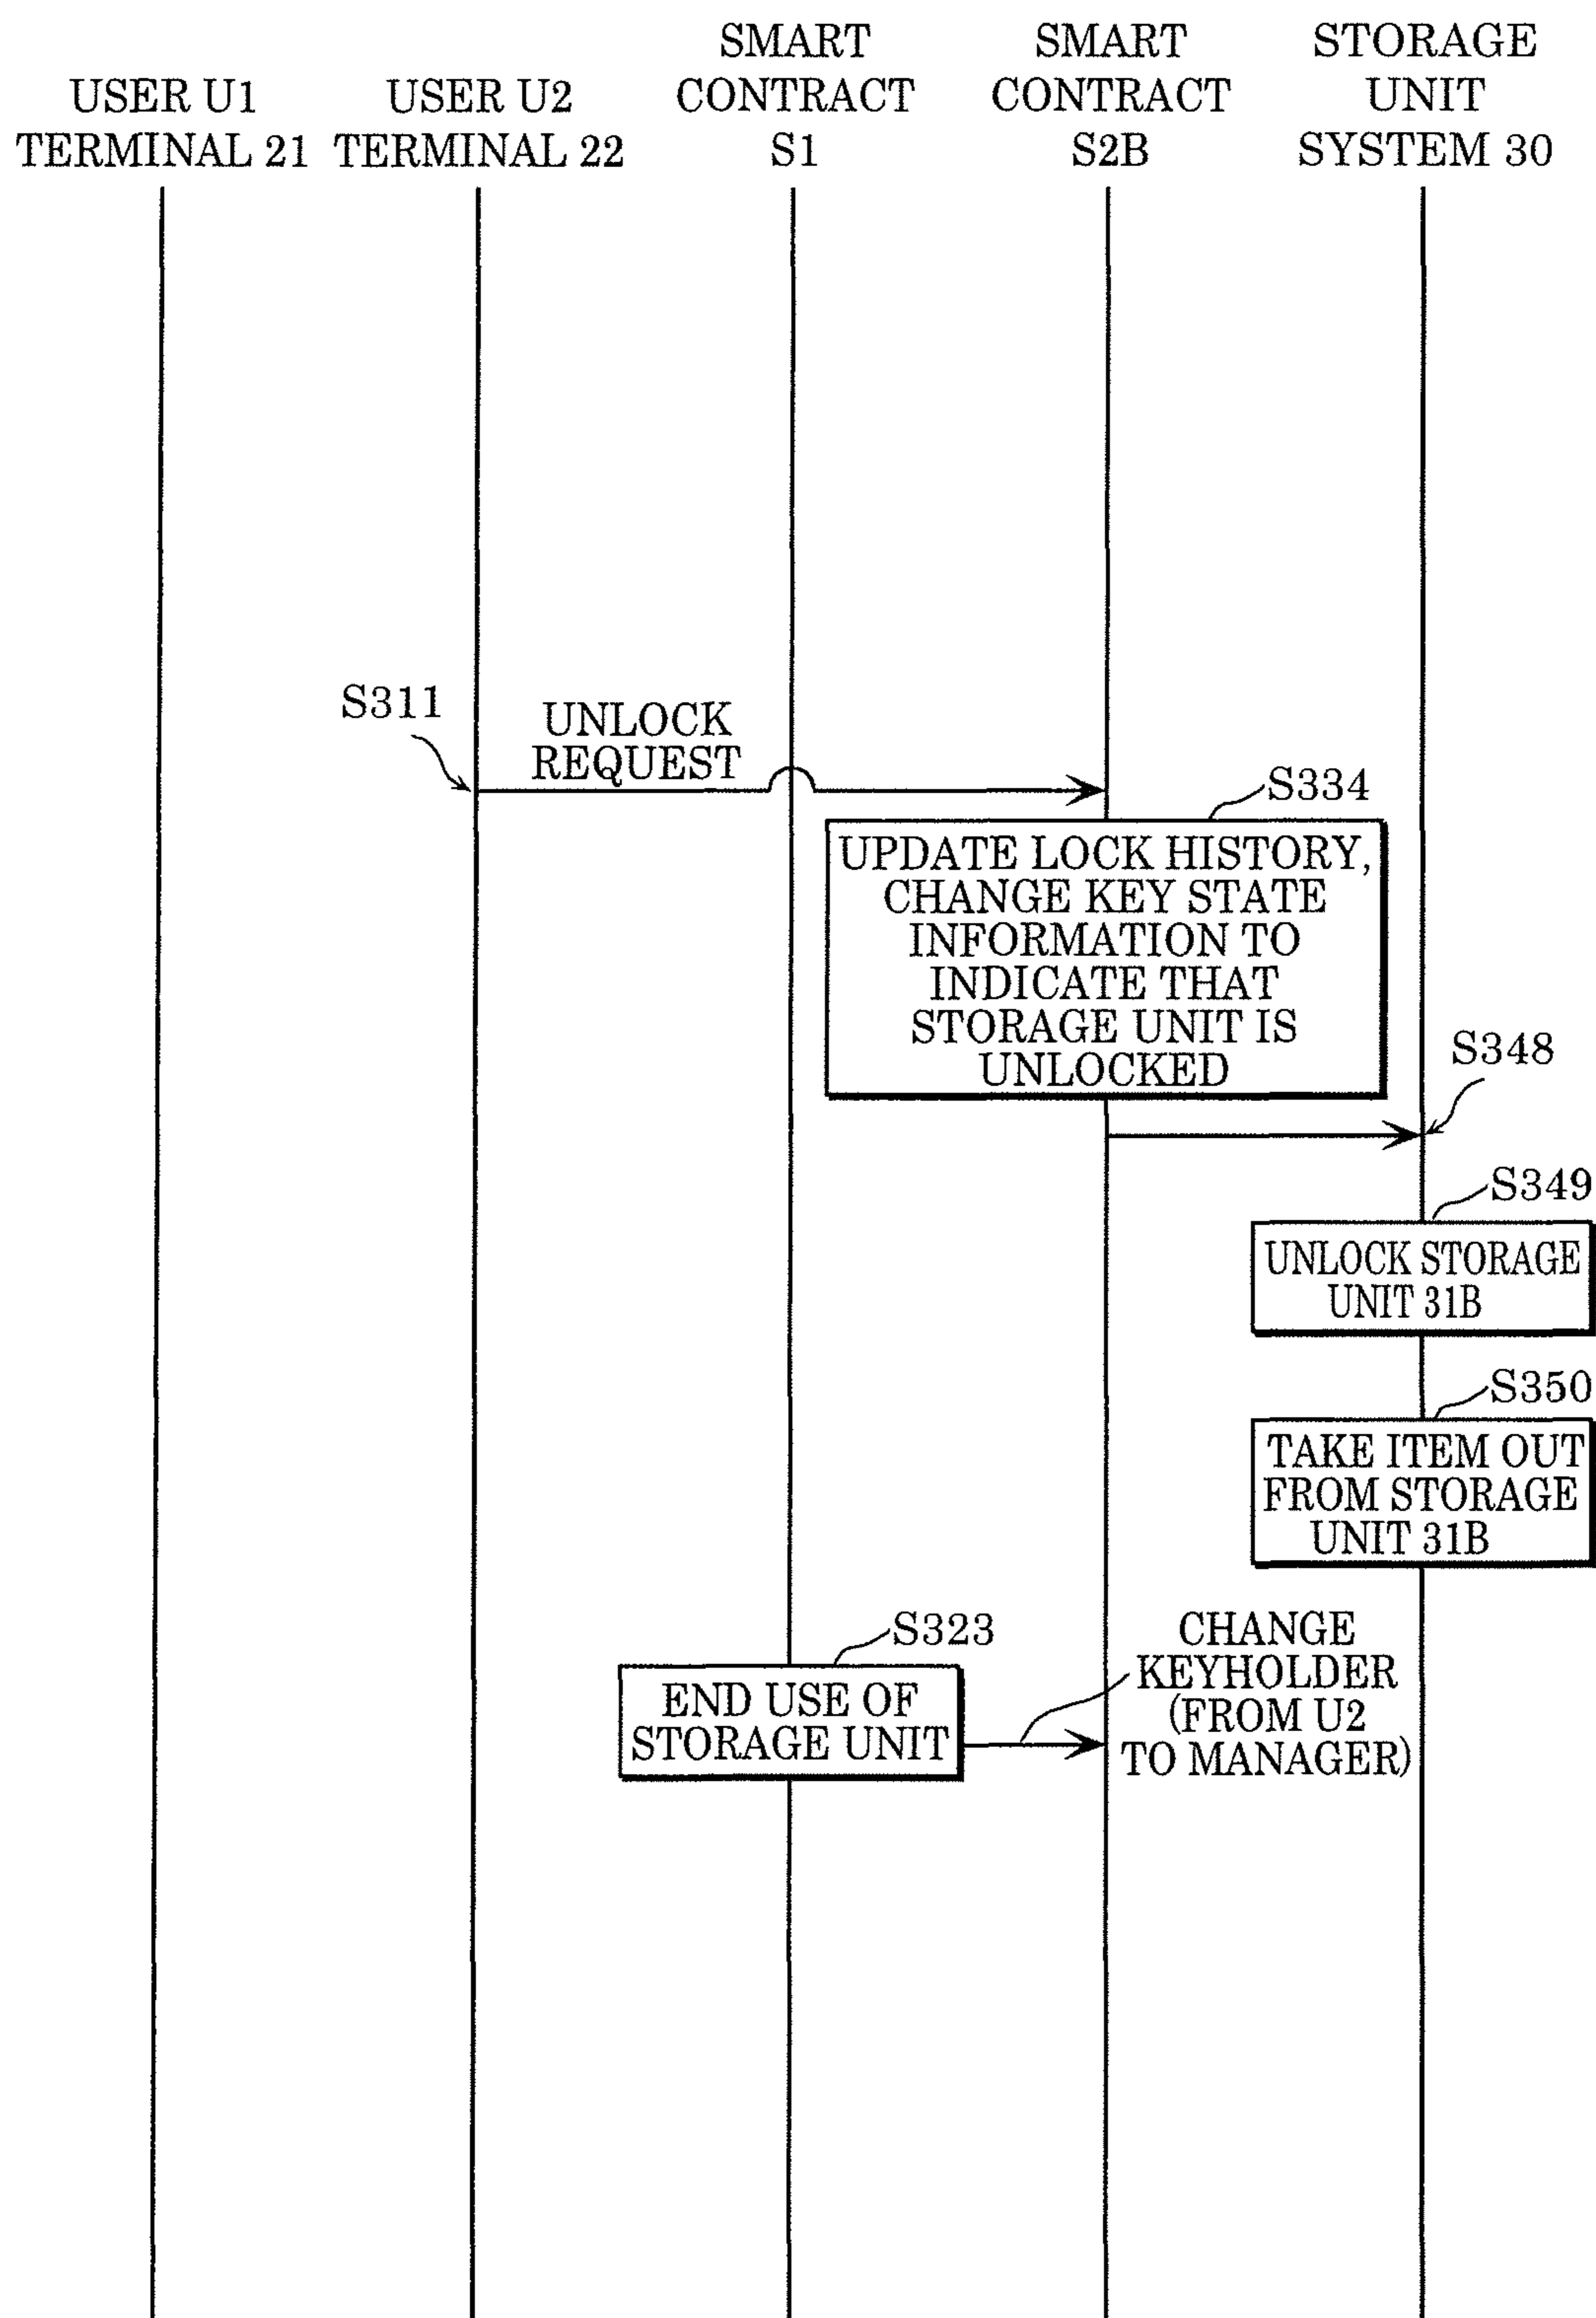 USER U1
TERMINAL 21
USER U2
TERMINAL 22
SMART
CONTRACT
S1
SMART
CONTRACT
S2B
STORAGE
UNIT
SYSTEM 30
S311
UNLOCK
REQUEST
S334
UPDATE LOCK HISTORY,
CHANGE KEY STATE
INFORMATION TO
INDICATE THAT
STORAGE UNIT IS
UNLOCKED
S348
S349
UNLOCK STORAGE
UNIT 31B
S350
TAKE ITEM OUT
FROM STORAGE
UNIT 31B
S323
END USE OF
STORAGE UNIT
CHANGE
KEYHOLDER
(FROM U2
TO MANAGER)